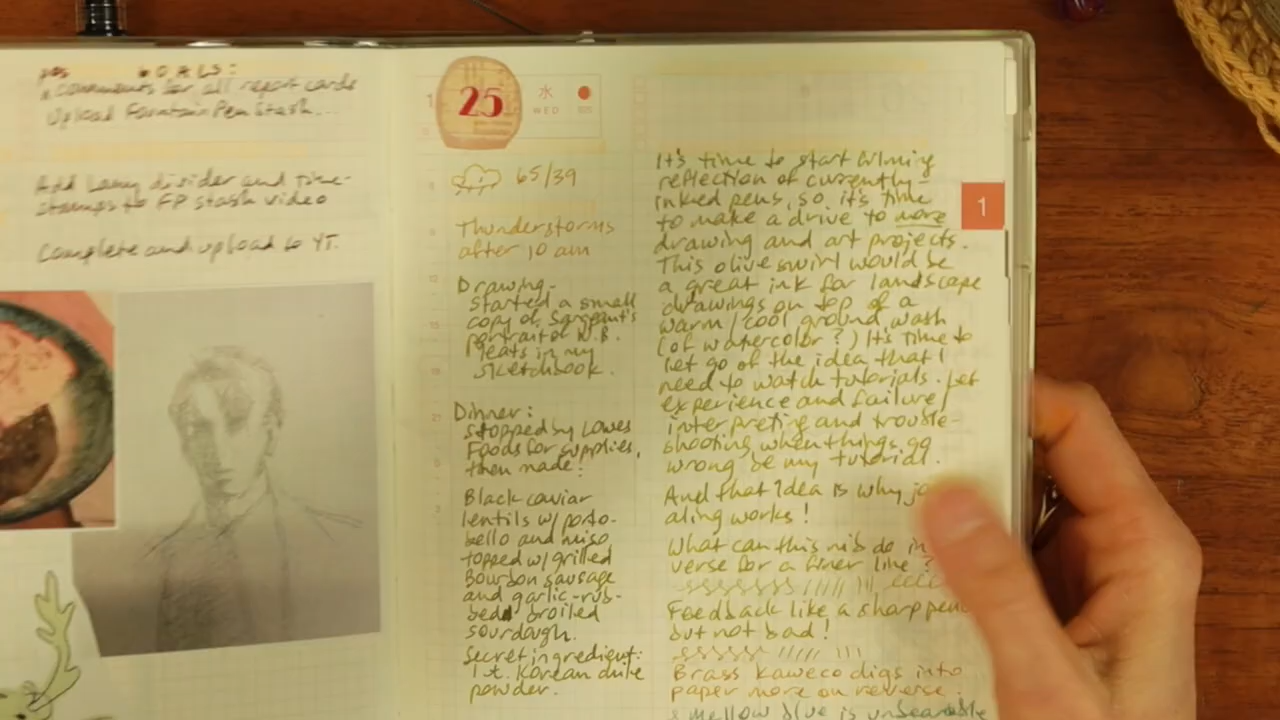 GOALS:
comments for all report cards
Upload Fountain Pen Stash...
Add Lamy divider and time-
stamps to FP stash video
Complete and upload to YT.
25
水
WED
65/39
Thunderstorms
after 10 am
Drawing-
started a small
copy of Sargent's
portrait of W.B.
Yeats in my
sketchbook.
Dinner:
stopped by Lowes
Foods for supplies,
then made:
Black caviar
lentils w/ porto-
bello and miso
topped w/ grilled
Bourbon sausage
and garlic-rub-
bed broiled
sourdough.
Secret ingredient:
1 t. Korean
powder.
It's time to start filming
reflection of currently-
inked pens, so, it's time
to make a drive to more
drawing and art projects.
This olive swirl would be
a great ink for landscape
drawings on top of a
warm/cool ground wash
(of watercolor?) It's time to
let go of the idea that I
need to watch tutorials. Let
experience and failure/
interpreting and trouble-
shooting when things go
wrong be my tutorial.
And that idea is why
aling works!
What can this nib do in
verse for a finer line?
Feedback like a sharp
but not bad!
Brass Kaweco digs into
paper more on reverse.
& Mellow blue is unbearable
1